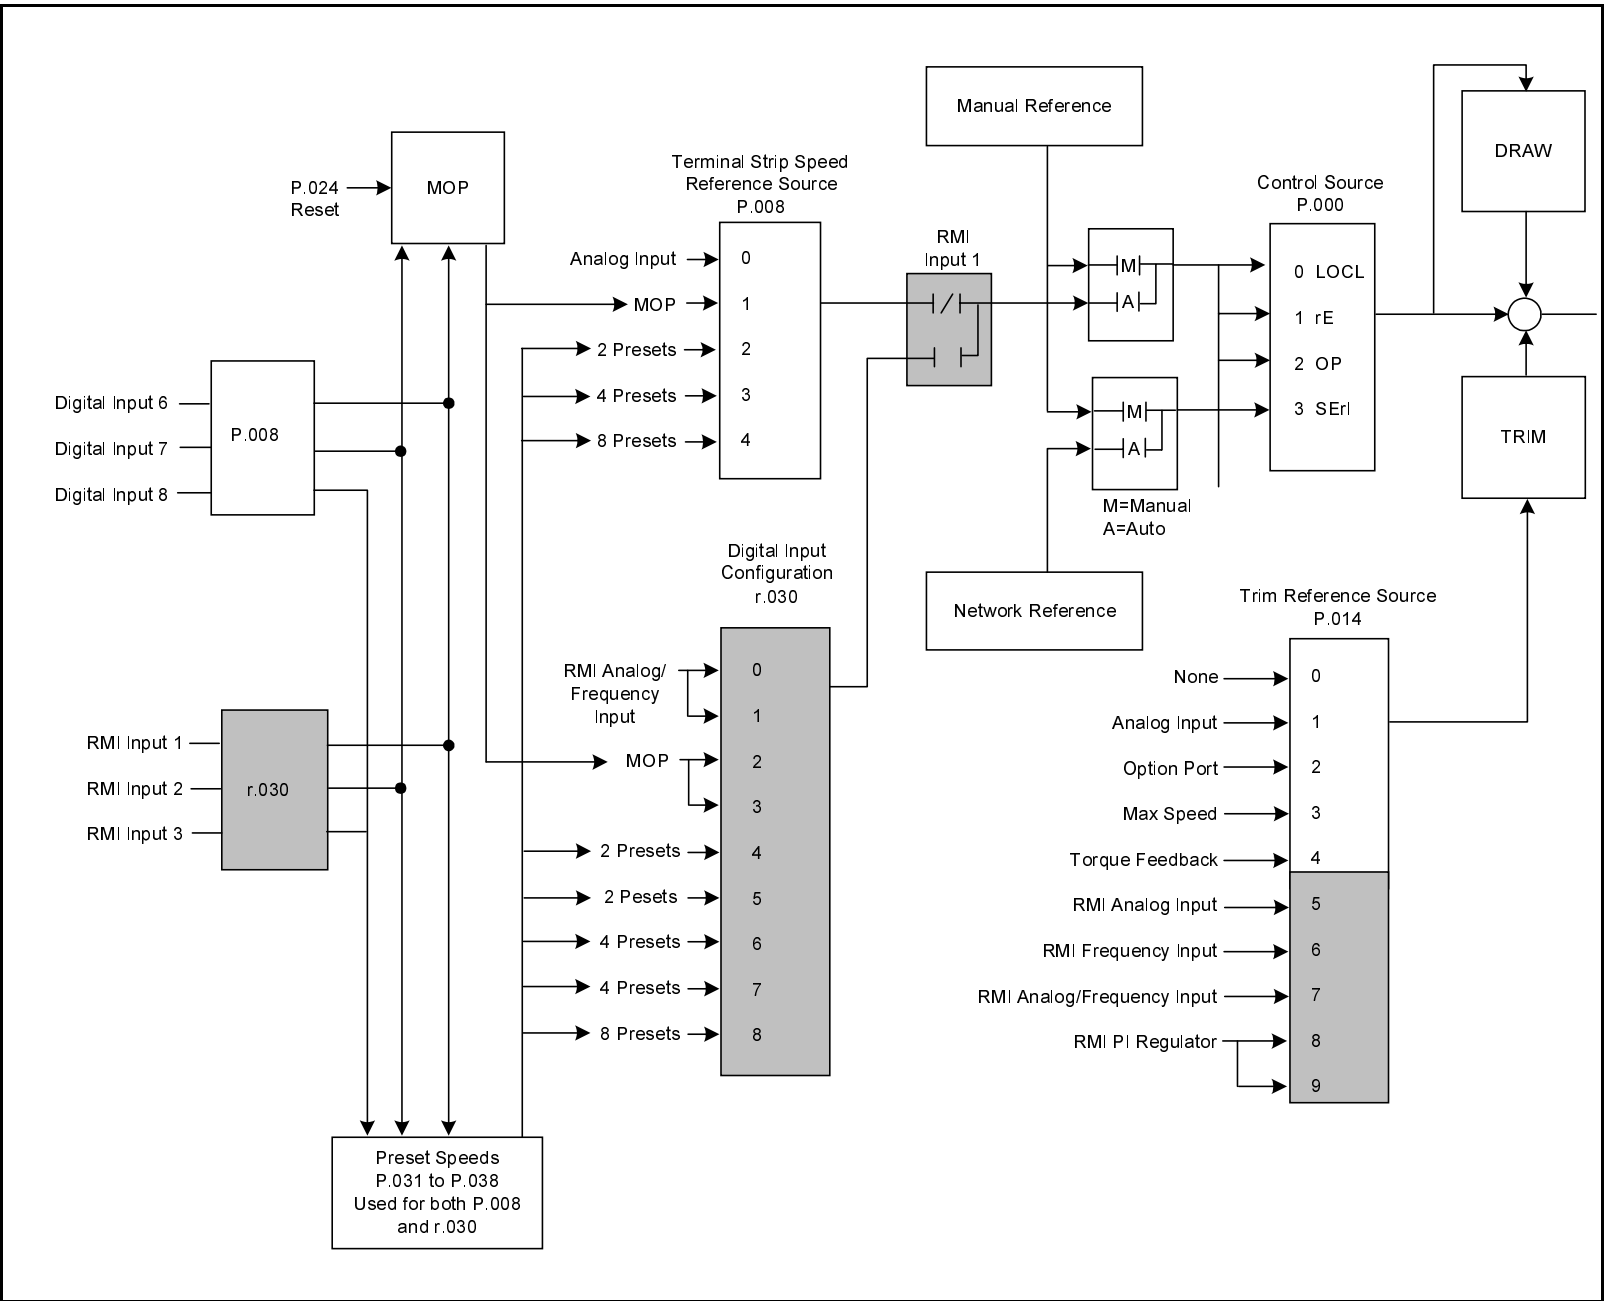 Manual Reference
DRAW
MOP
P.024
Reset
Terminal Strip Speed
Reference Source
P.008
Analog Input
MOP
2 Presets
4 Presets
8 Presets
0
1
2
3
4
RMI
Input 1
M
A
M
A
M=Manual
A=Auto
Control Source
P.000
0 LOCL
1 rE
2 OP
3 SErl
TRIM
Digital Input 6
Digital Input 7
Digital Input 8
P.008
Digital Input
Configuration
r.030
Network Reference
RMI Analog/
Frequency
Input
MOP
2 Presets
2 Pesets
4 Presets
4 Presets
8 Presets
0
1
2
3
4
5
6
7
8
RMI Input 1
RMI Input 2
RMI Input 3
r.030
Trim Reference Source
P.014
None
Analog Input
Option Port
Max Speed
Torque Feedback
RMI Analog Input
RMI Frequency Input
RMI Analog/Frequency Input
RMI PI Regulator
0
1
2
3
4
5
6
7
8
9
Preset Speeds
P.031 to P.038
Used for both P.008
and r.030